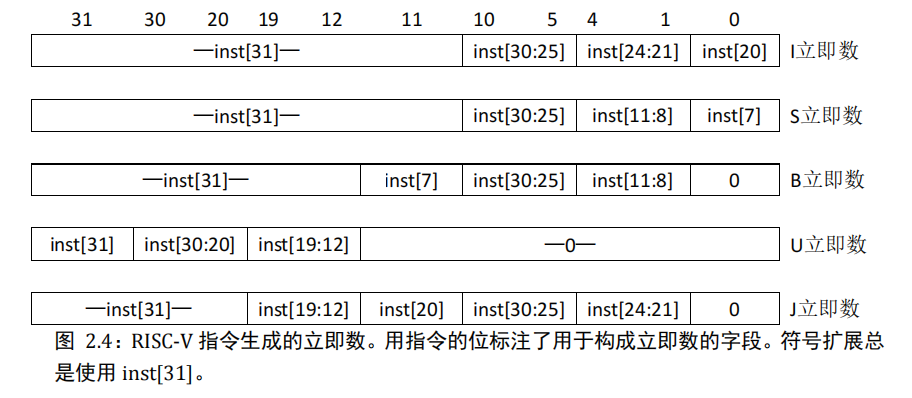 31 30 20 19 12 11 10 5 4 1 0
—inst[31]— inst[30:25] inst[24:21] inst[20] I立即数
—inst[31]— inst[30:25] inst[11:8] inst[7] S立即数
—inst[31]— inst[7] inst[30:25] inst[11:8] 0 B立即数
inst[31] inst[30:20] inst[19:12] —0— U立即数
—inst[31]— inst[19:12] inst[20] inst[30:25] inst[24:21] 0 J立即数
图 2.4：RISC-V 指令生成的立即数。用指令的位标注了用于构成立即数的字段。符号扩展总
是使用 inst[31]。